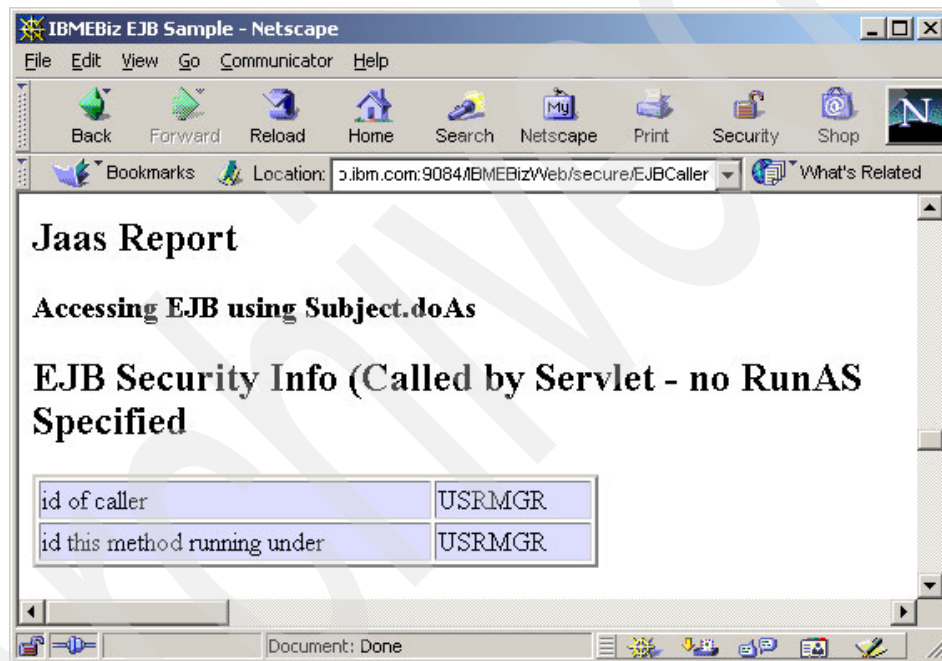 IBMEBiz EJB Sample - Netscape
File Edit View Go Communicator Help
Back Forward Reload Home Search Netscape Print Security Shop
My
N
Bookmarks Location: o.ibm.com:9084/IBMEBizWeb/secure/EJBCaller What's Related
Jaas Report
Accessing EJB using Subject.doAs
EJB Security Info (Called by Servlet - no RunAS
Specified
id of caller USRMGR
id this method running under USRMGR
Document: Done